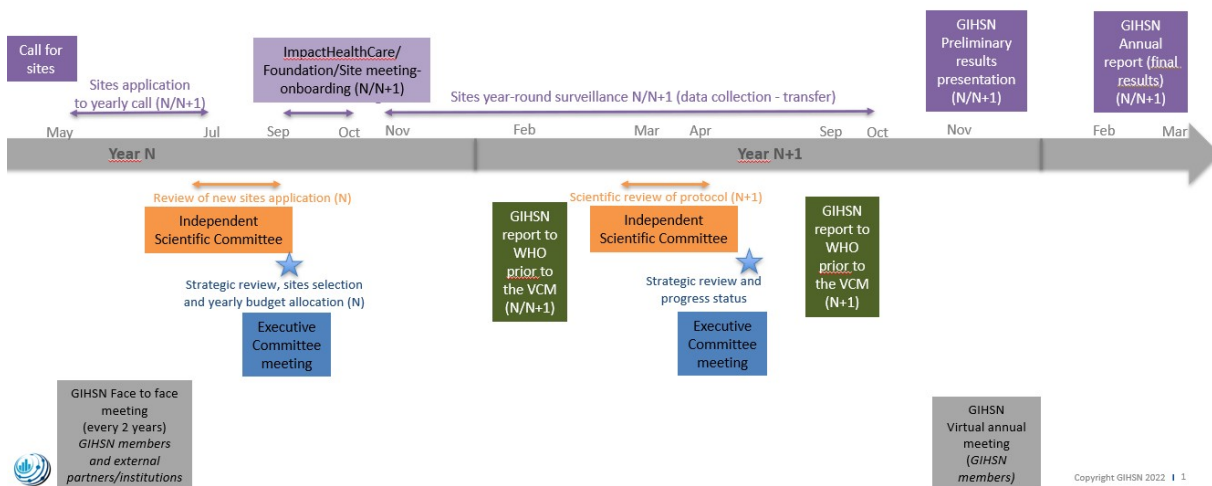 Call for
sites
Sites application
to yearly call (N/N+1)
ImpactHealthCare/
Foundation/Site meeting-
onboarding (N/N+1)
Sites year-round surveillance N/N+1 (data collection - transfer)
GIHSN
Preliminary
results
presentation
(N/N+1)
GIHSN
Annual
report (final
results)
(N/N+1)
May
Jul
Sep
Oct
Nov
Feb
Mar
Apr
Sep
Oct
Nov
Feb
Mar
Year N
Year N+1
Review of new sites application (N)
Independent
Scientific Committee
Strategic review, sites selection
and yearly budget allocation (N)
Executive
Committee
meeting
GIHSN
report to
WHO
prior to
the VCM
(N/N+1)
Scientific review of protocol (N+1)
Independent
Scientific Committee
Strategic review and
progress status
Executive
Committee
meeting
GIHSN
report to
WHO
prior to
the VCM
(N+1)
GIHSN Face to face
meeting
(every 2 years)
GIHSN members
and external
partners/institutions
GIHSN
Virtual annual
meeting
(GIHSN
members)
Copyright GIHSN 2022 I 1